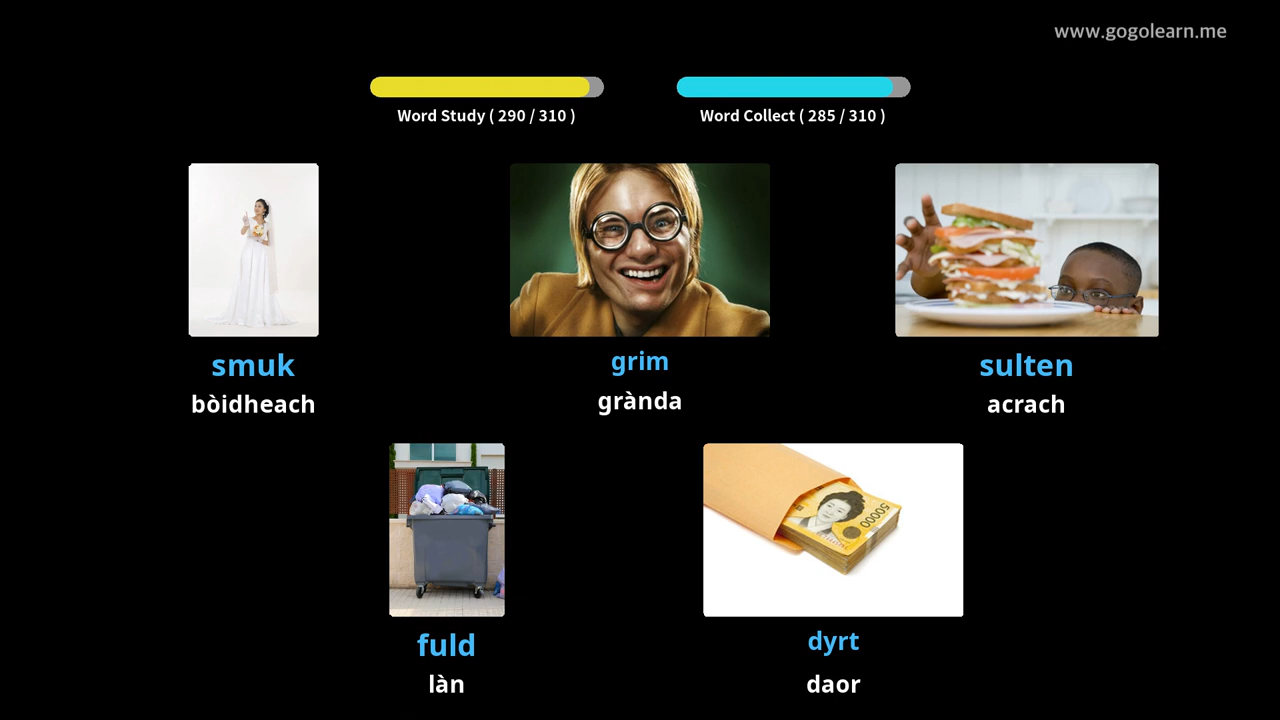 www.gogolearn.me
Word Study ( 290 / 310 )
Word Collect ( 285 / 310 )
smuk
bòidheach
grim
grànda
sulten
acrach
50000
fuld
làn
dyrt
daor